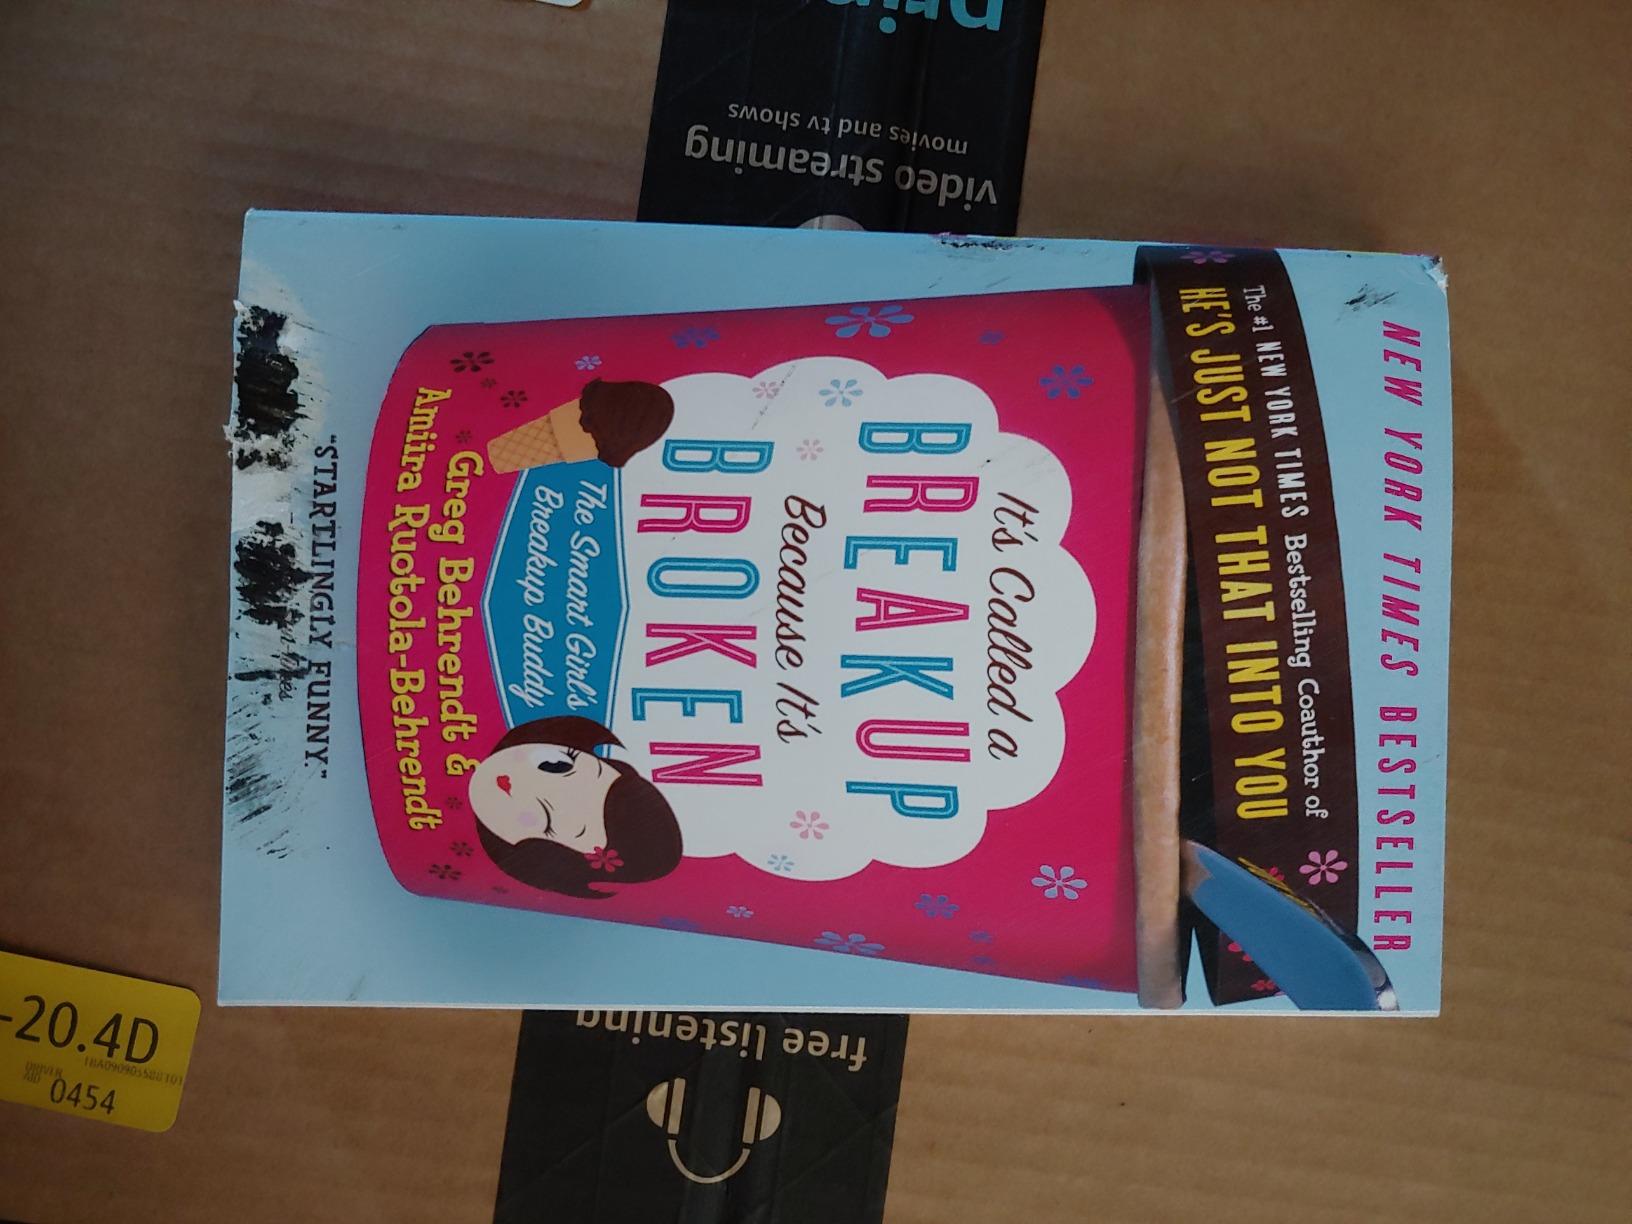 NEW YORK TIMES BESTSELLER
The #1 NEW YORK TIMES Bestselling Coauthor of
HE'S JUST NOT THAT INTO YOU
It's Called a
BREAKUP
Because It's
BROKEN
The Smart Girl's
Breakup Buddy
Greg Behrendt &
Amiira Ruotola-Behrendt
"STARTLINGLY FUNNY."
video streaming
movies and tv shows
free listening
-20.4D
0454